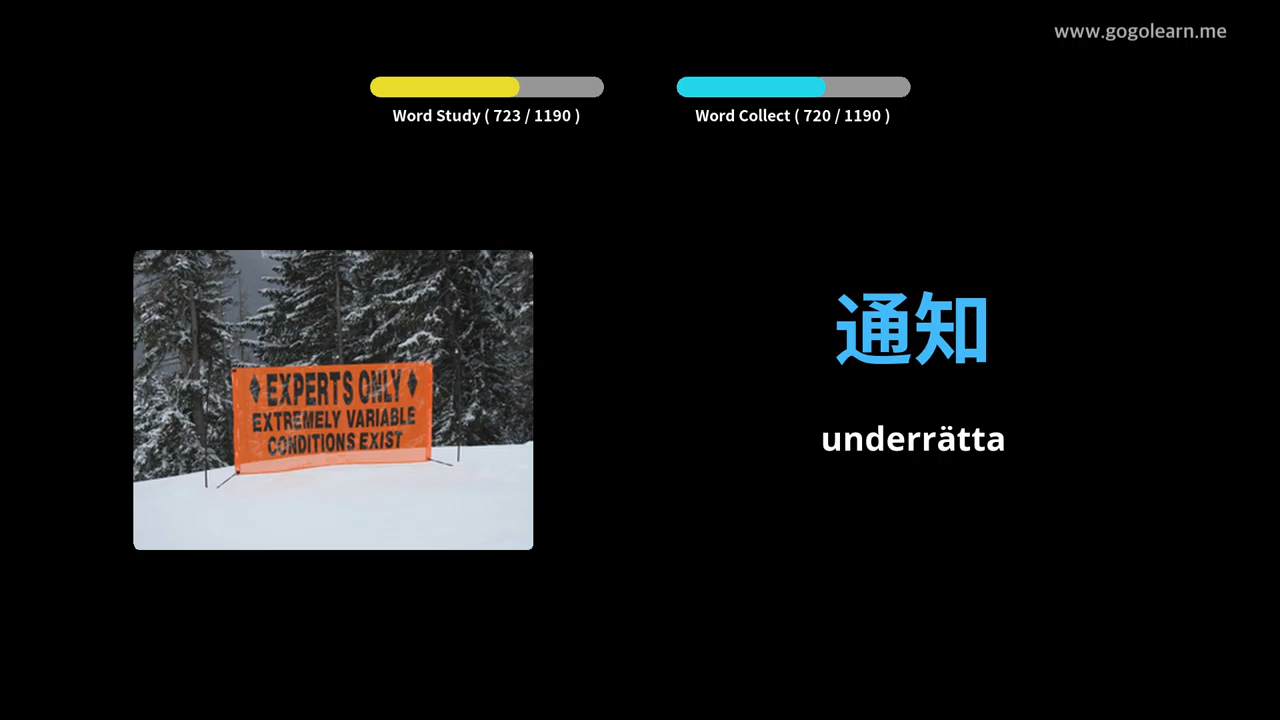 www.gogolearn.me
Word Study ( 723 / 1190 )
Word Collect ( 720 / 1190 )
EXPERTS ONLY
EXTREMELY VARIABLE
CONDITIONS EXIST
通知
underrätta